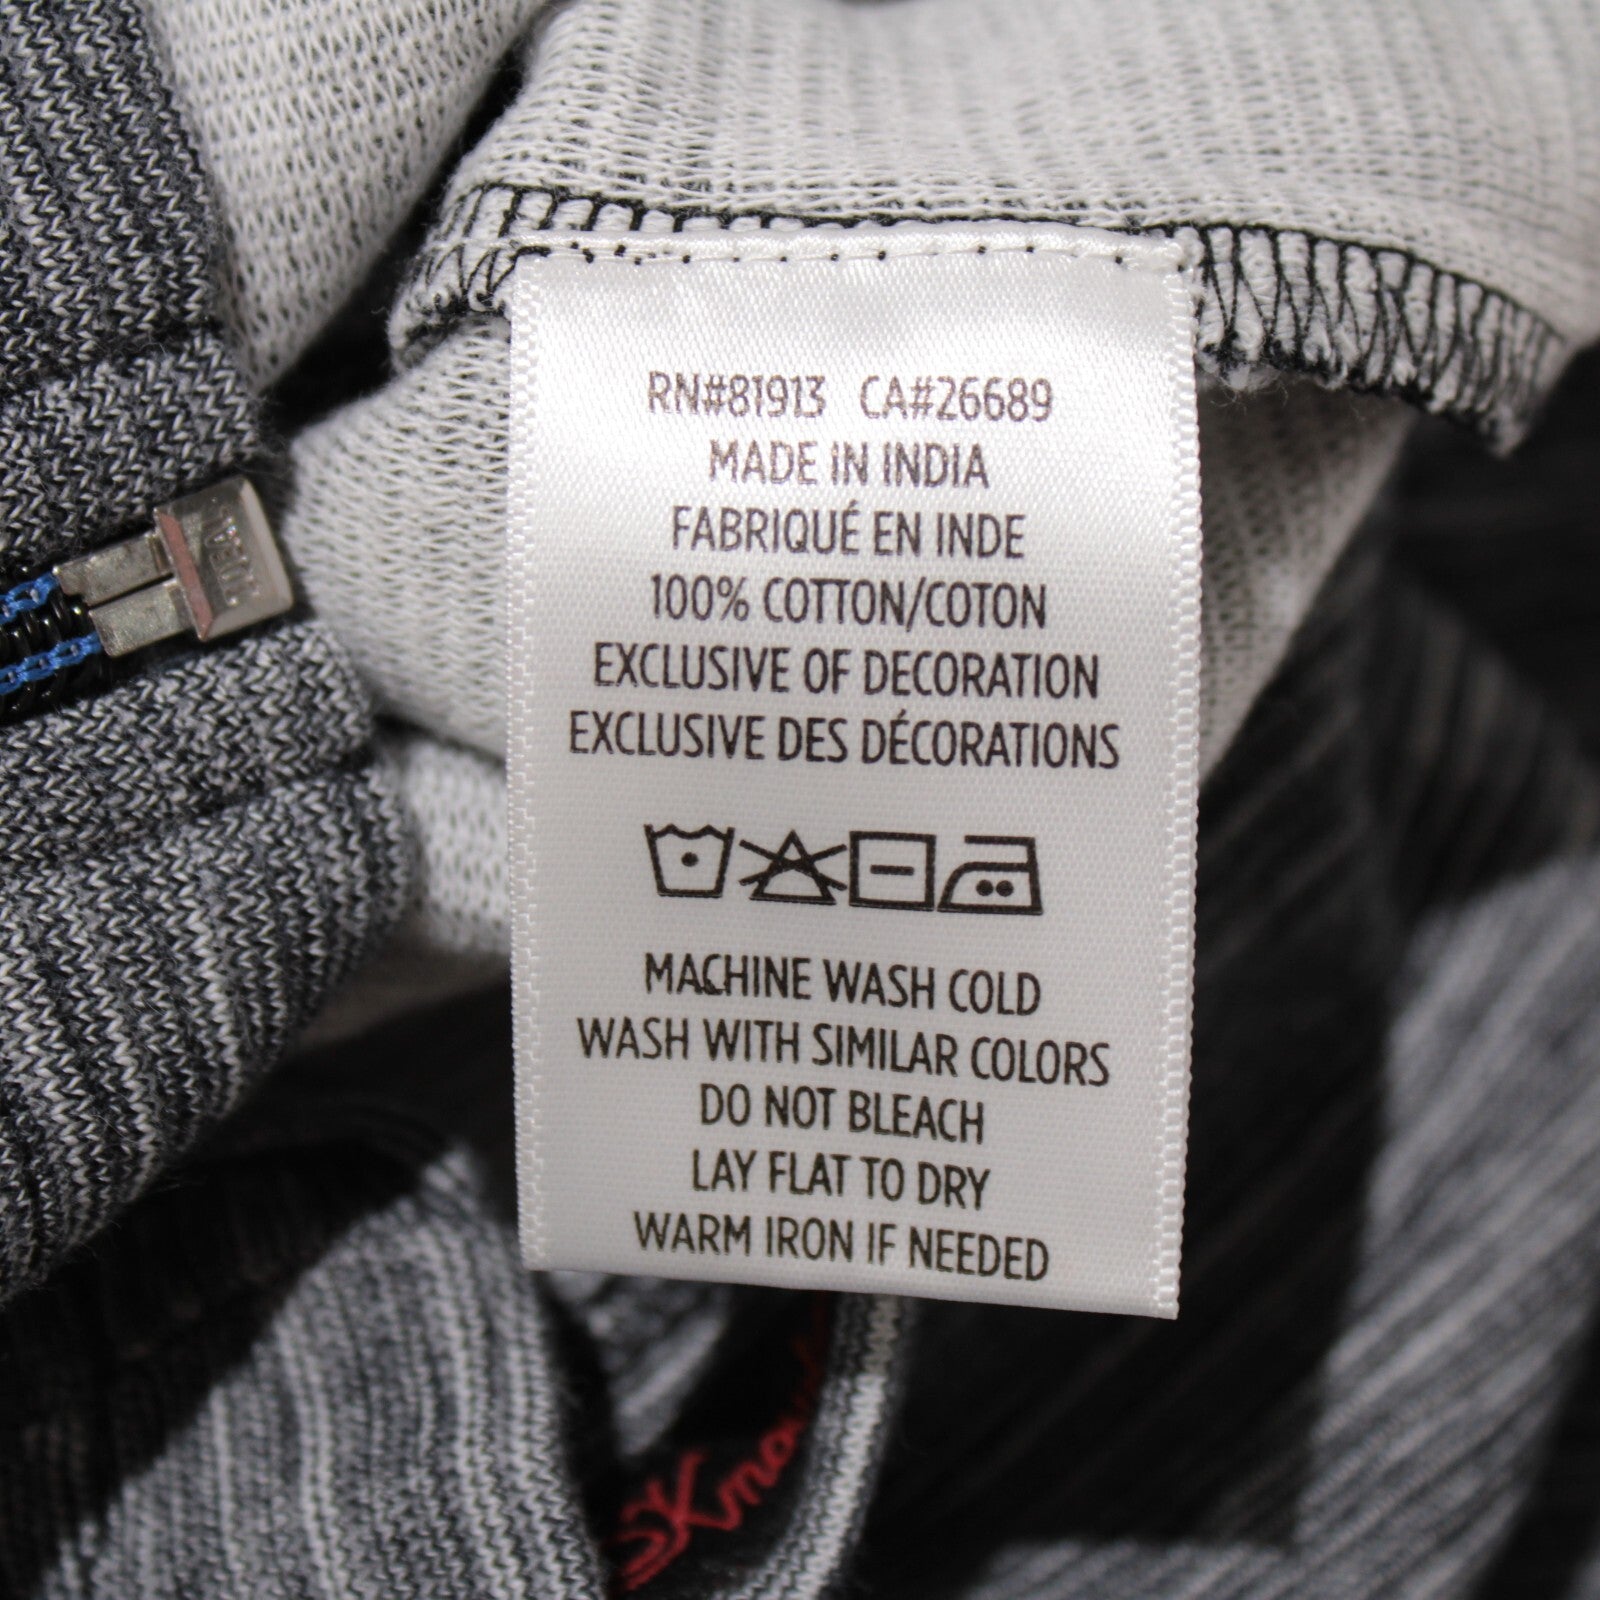 RN#81913 CA#26689
MADE IN INDIA
FABRIQUÉ EN INDE
100% COTTON/COTON
EXCLUSIVE OF DECORATION
EXCLUSIVE DES DÉCORATIONS
MACHINE WASH COLD
WASH WITH SIMILAR COLORS
DO NOT BLEACH
LAY FLAT TO DRY
WARM IRON IF NEEDED